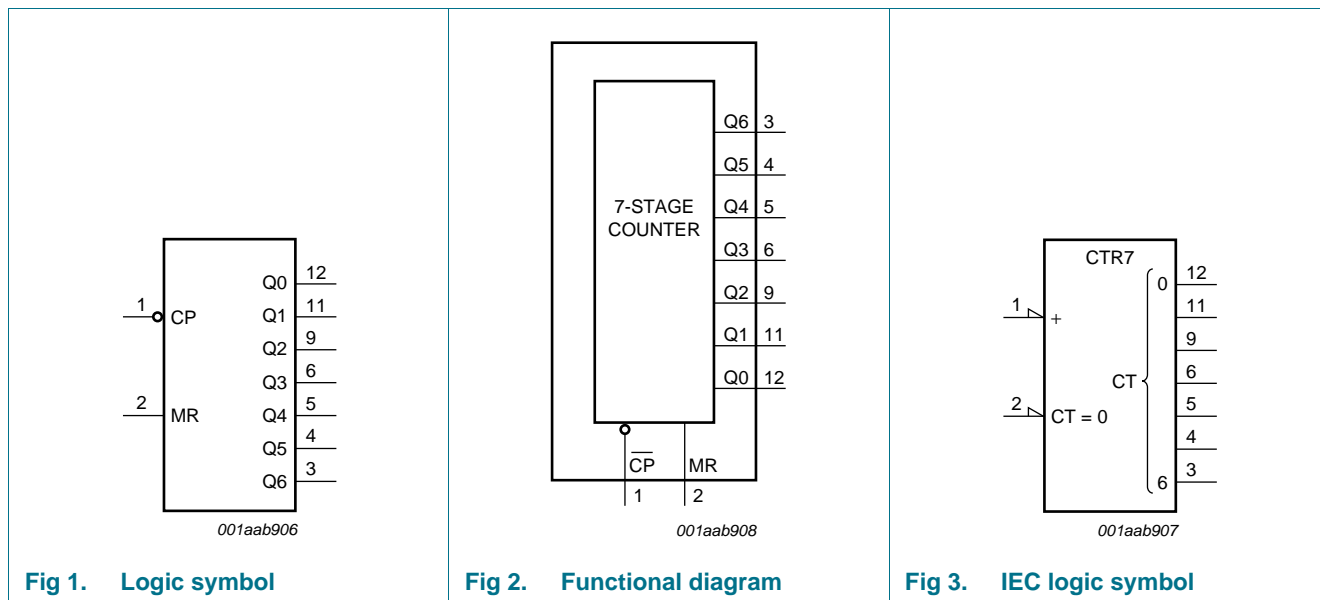 1
CP
2
MR
Q0 12
Q1 11
Q2 9
Q3 6
Q4 5
Q5 4
Q6 3
001aab906
Fig 1. Logic symbol
7-STAGE
COUNTER
Q6 3
Q5 4
Q4 5
Q3 6
Q2 9
Q1 11
Q0 12
C̅P̅ MR
1 2
001aab908
Fig 2. Functional diagram
CTR7
1 +
2 CT = 0
CT
0 12
11
9
6
5
4
6 3
001aab907
Fig 3. IEC logic symbol